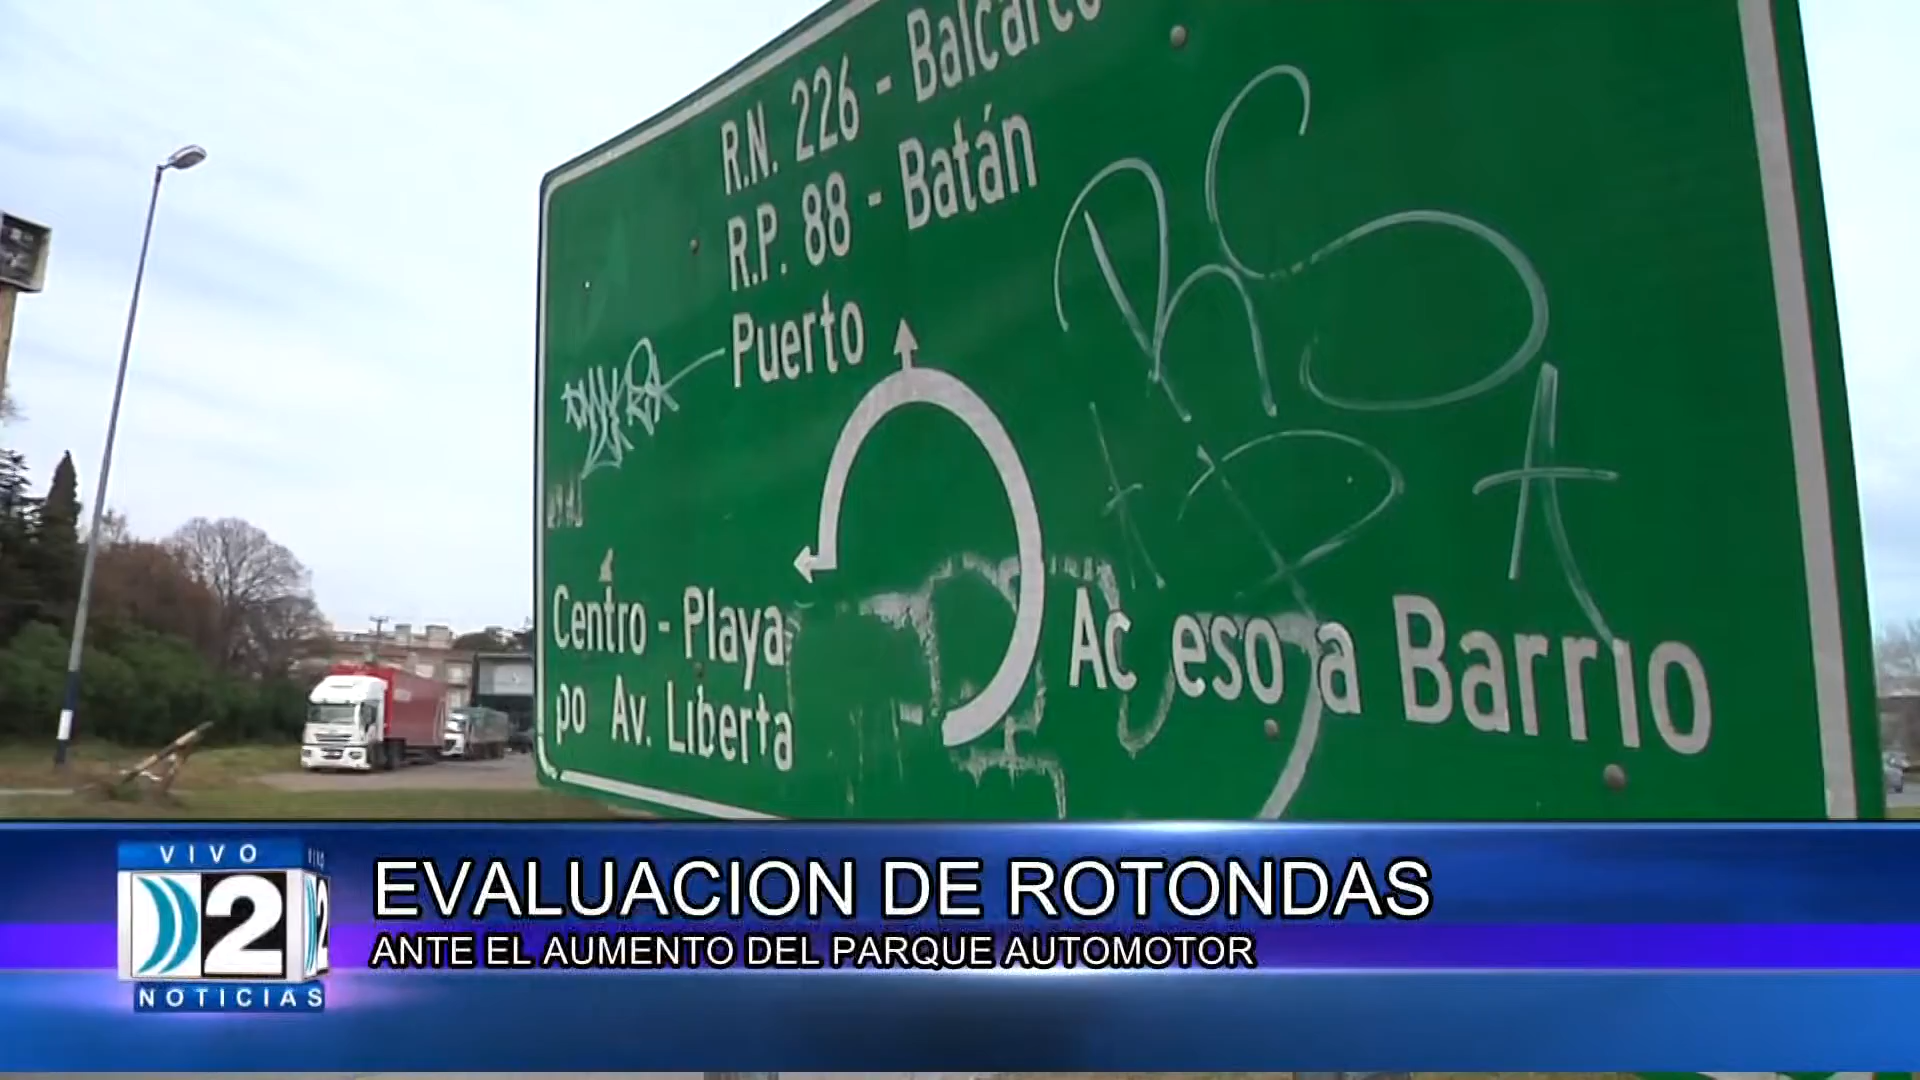 R.N. 226 - Balcarce
R.P. 88 - Batán
Puerto
Centro - Playa
po Av. Liberta
Ac eso a Barrio
VIVO
2
NOTICIAS
EVALUACION DE ROTONDAS
ANTE EL AUMENTO DEL PARQUE AUTOMOTOR